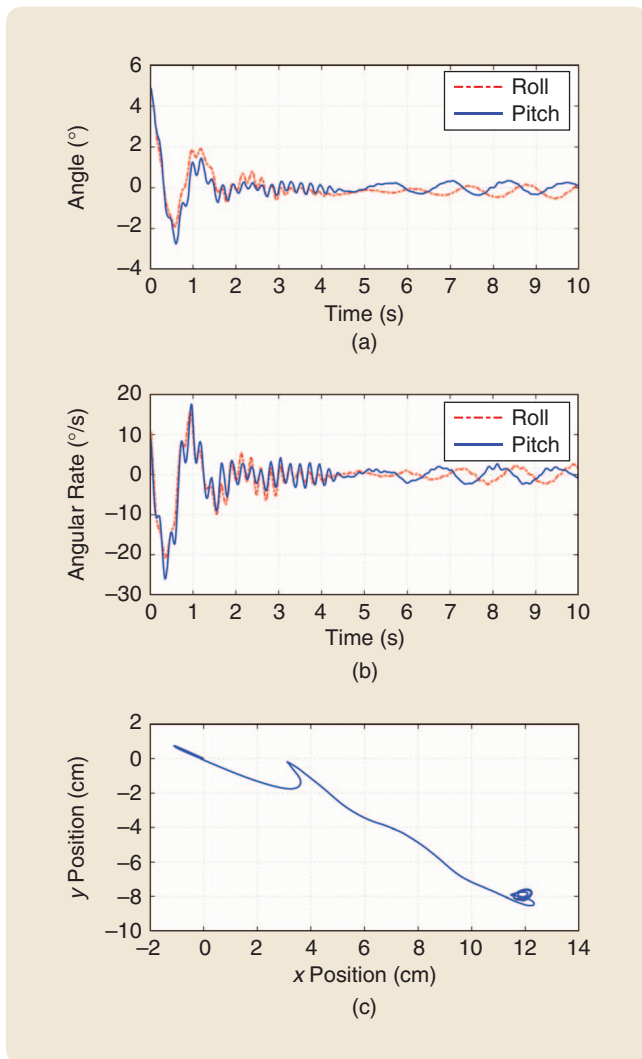 6
4
2
0
–2
–4
Angle (°)
Roll
Pitch
0 1 2 3 4 5 6 7 8 9 10
Time (s)
(a)
20
10
0
–10
–20
–30
Angular Rate (°/s)
Roll
Pitch
0 1 2 3 4 5 6 7 8 9 10
Time (s)
(b)
2
0
–2
–4
–6
–8
–10
y Position (cm)
–2 0 2 4 6 8 10 12 14
x Position (cm)
(c)